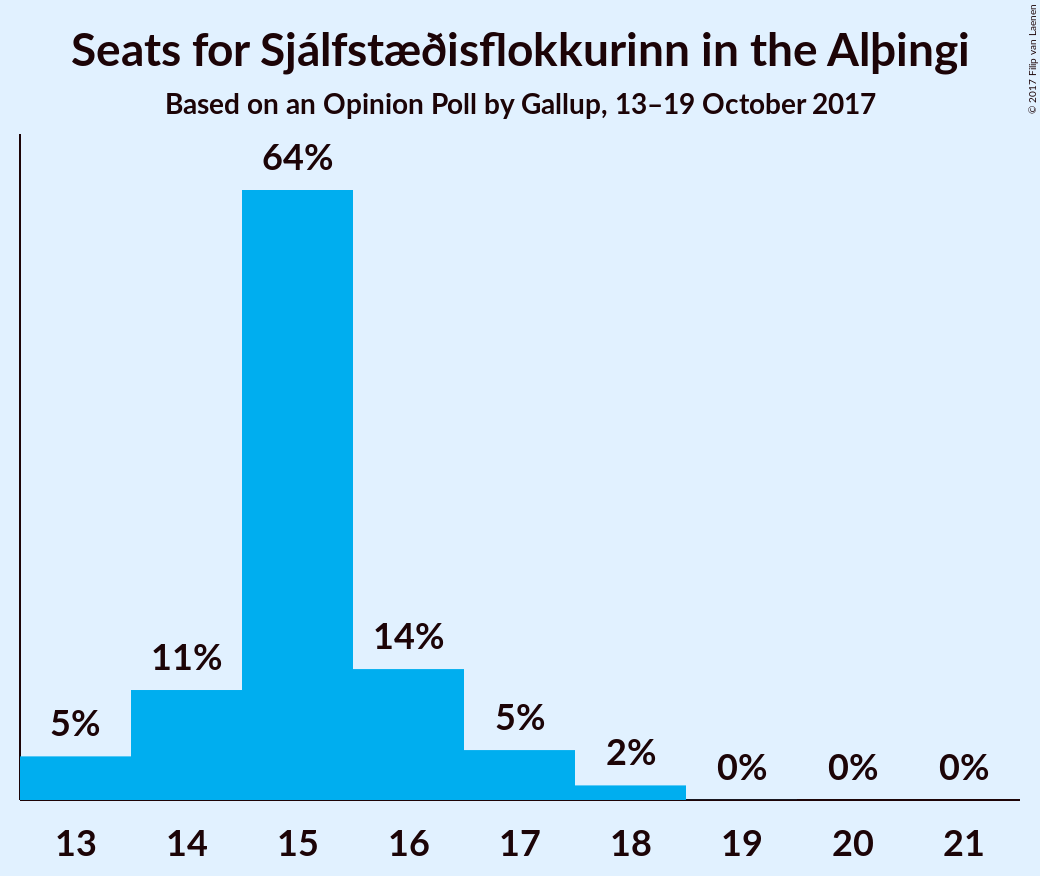 Seats for Sjálfstæðisflokkurinn in the Alþingi
Based on an Opinion Poll by Gallup, 13–19 October 2017
© 2017 Filip van Laenen
64%
14%
11%
5%
5%
2%
0%
0%
0%
13 14 15 16 17 18 19 20 21